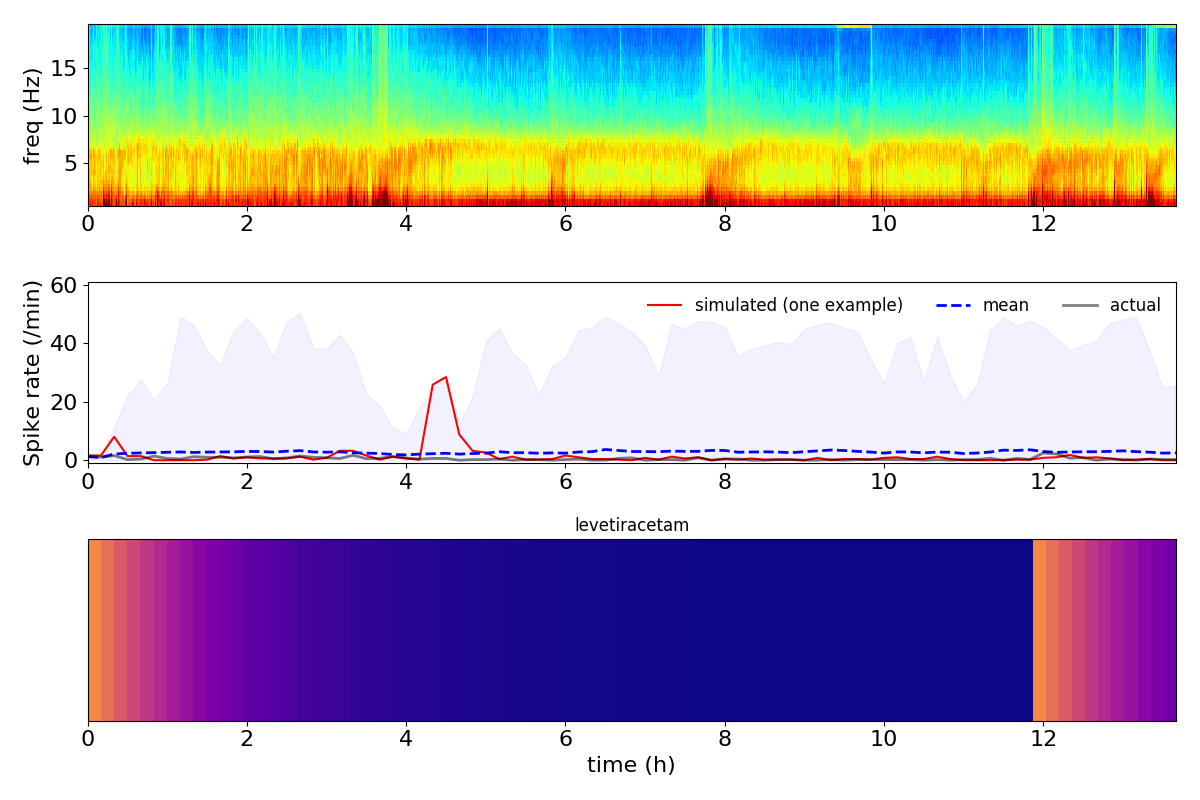 freq (Hz)
15
10
5
0 2 4 6 8 10 12
Spike rate (/min)
60
40
20
0
simulated (one example) mean actual
0 2 4 6 8 10 12
levetiracetam
0 2 4 6 8 10 12
time (h)